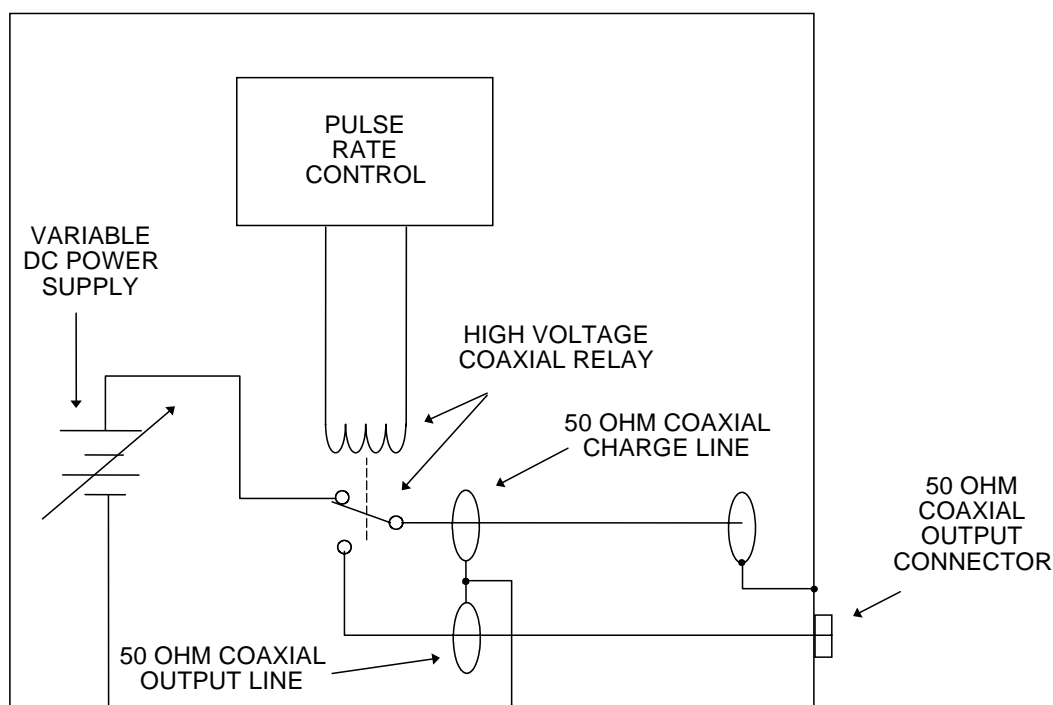 PULSE
RATE
CONTROL
VARIABLE
DC POWER
SUPPLY
HIGH VOLTAGE
COAXIAL RELAY
50 OHM COAXIAL
CHARGE LINE
50 OHM
COAXIAL
OUTPUT
CONNECTOR
50 OHM COAXIAL
OUTPUT LINE